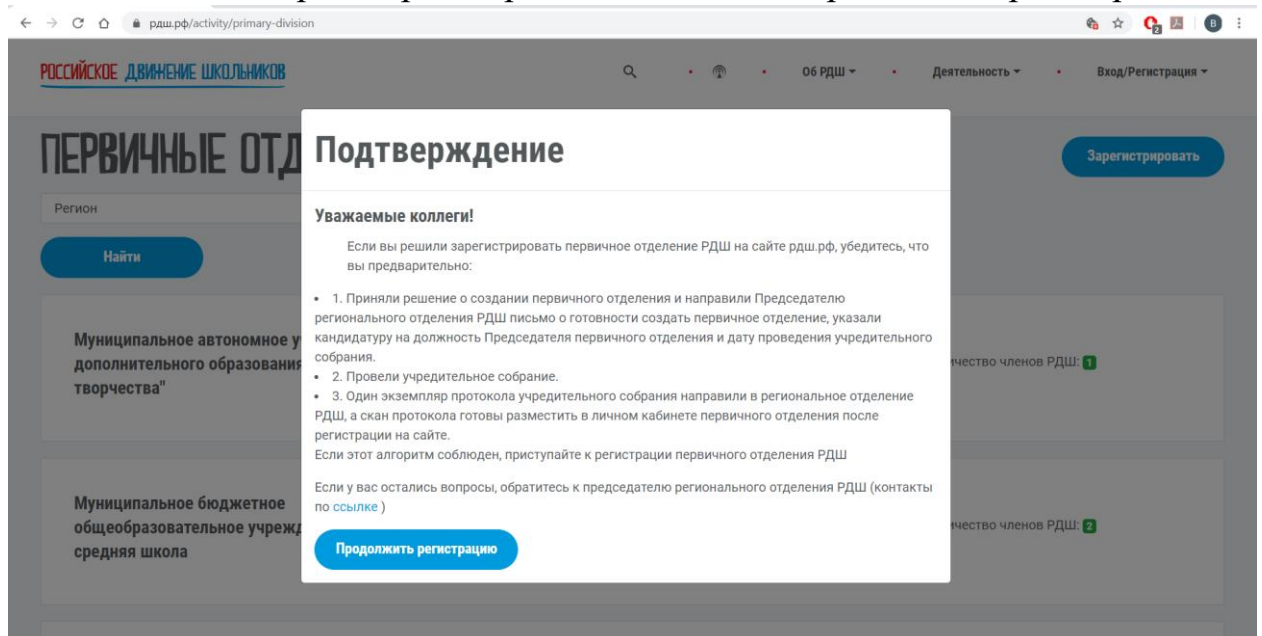 рдш.рф/activity/primary-division
2
B
РОССИЙСКОЕ ДВИЖЕНИЕ ШКОЛЬНИКОВ
Об РДШ
Деятельность
Вход/Регистрация
ПЕРВИЧНЫЕ ОТД
Зарегистрировать
Регион
Найти
Подтверждение
Уважаемые коллеги!
Если вы решили зарегистрировать первичное отделение РДШ на сайте рдш.рф, убедитесь, что
вы предварительно:
• 1. Приняли решение о создании первичного отделения и направили Председателю
регионального отделения РДШ письмо о готовности создать первичное отделение, указали
кандидатуру на должность Председателя первичного отделения и дату проведения учредительного
собрания.
• 2. Провели учредительное собрание.
• 3. Один экземпляр протокола учредительного собрания направили в региональное отделение
РДШ, а скан протокола готовы разместить в личном кабинете первичного отделения после
регистрации на сайте.
Если этот алгоритм соблюден, приступайте к регистрации первичного отделения РДШ
Если у вас остались вопросы, обратитесь к председателю регионального отделения РДШ (контакты
по ссылке )
Продолжить регистрацию
Муниципальное автономное у
дополнительного образования
творчества"
ичество членов РДШ: 1
Муниципальное бюджетное
общеобразовательное учрежд
средняя школа
ичество членов РДШ: 2